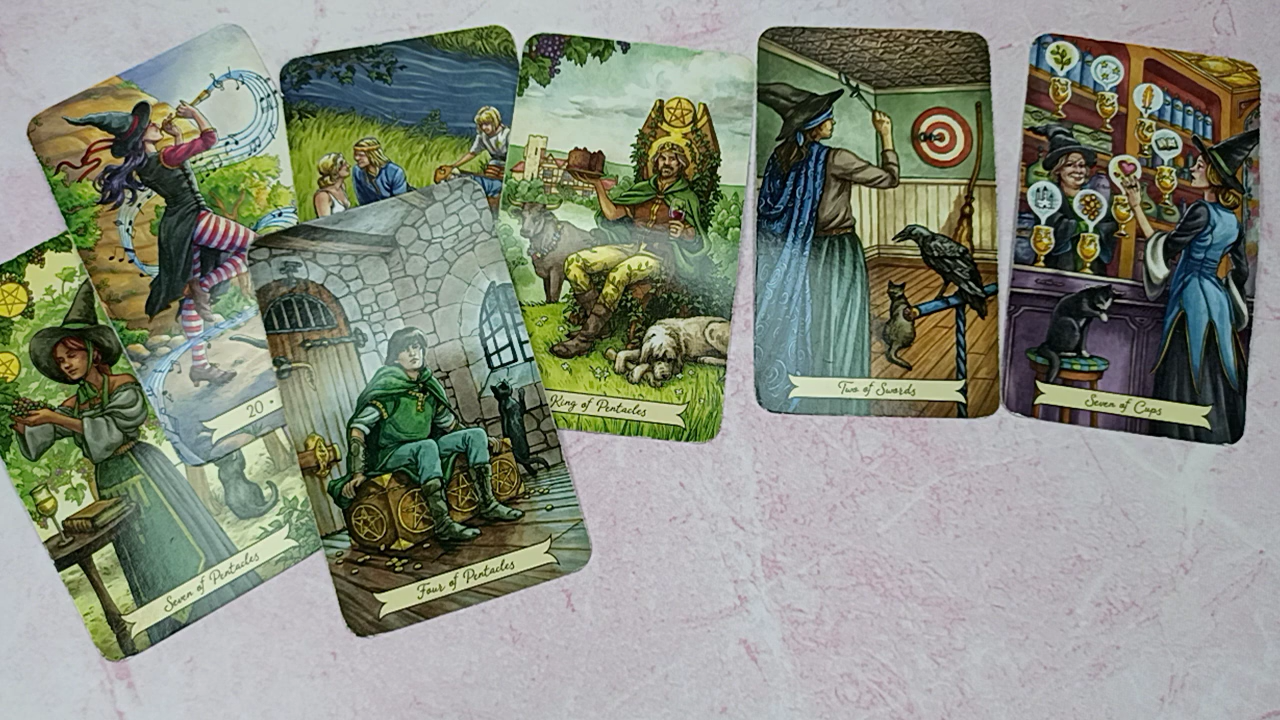 20 •
King of Pentacles
Two of Swords
Seven of Cups
Seven of Pentacles
Four of Pentacles